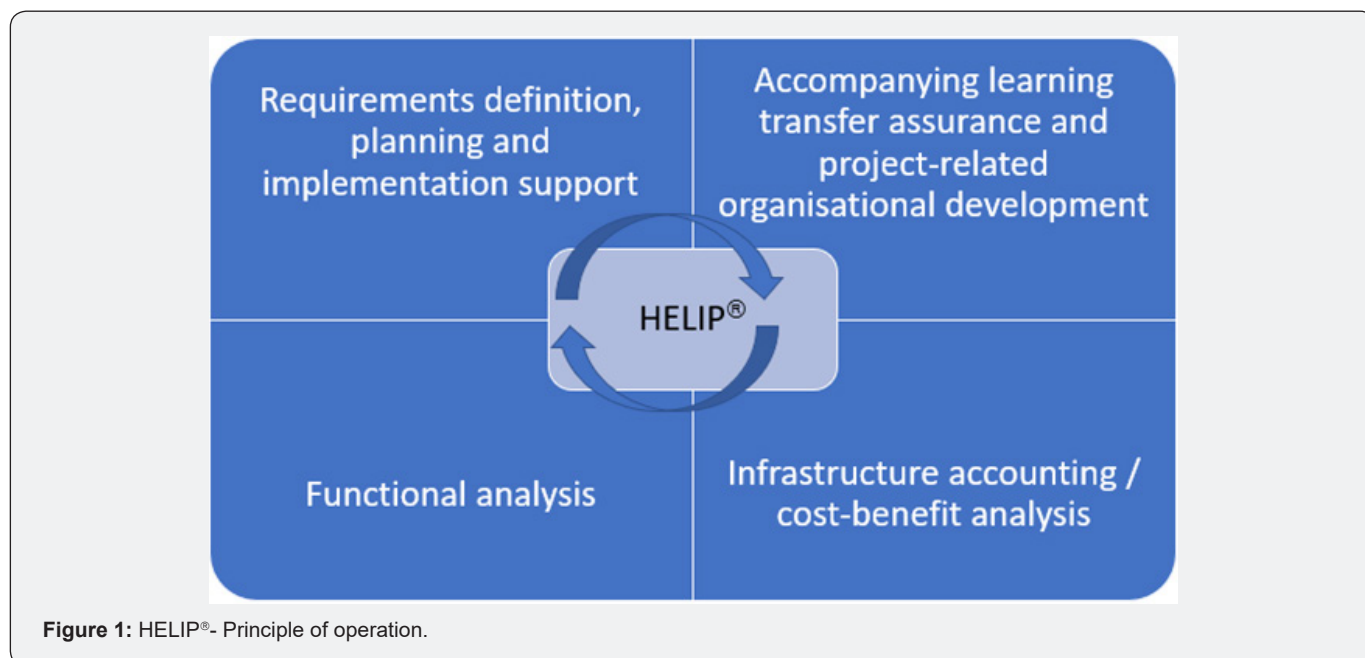 Requirements definition,
planning and
implementation support
Accompanying learning
transfer assurance and
project-related
organisational development
HELIP®
Functional analysis
Infrastructure accounting /
cost-benefit analysis
Figure 1: HELIP®- Principle of operation.